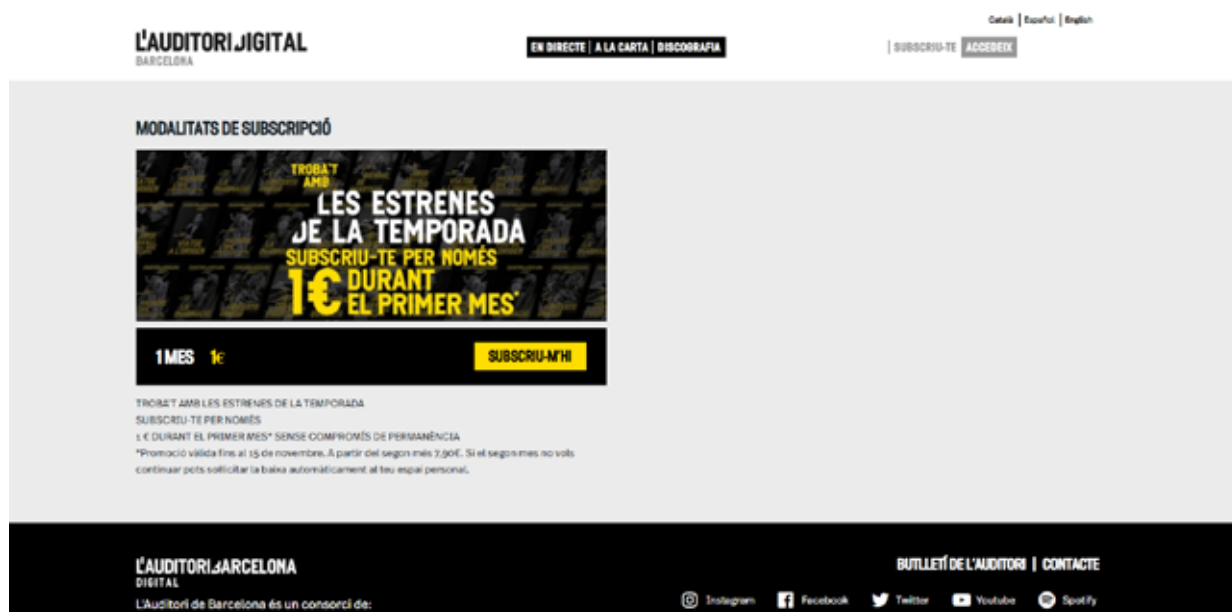 Català | Español | English
L'AUDITORI DIGITAL
BARCELONA
EN DIRECTE | A LA CARTA | DISCOGRAFIA
| SUBSCRIU-TE ACCEDEIX
MODALITATS DE SUBSCRIPCIÓ
TROBA'T
AMB
LES ESTRENES
DE LA TEMPORADA
SUBSCRIU-TE PER NOMÉS
1€ DURANT
EL PRIMER MES*
1 MES 1€
SUBSCRIU-M'HI
TROBA'T AMB LES ESTRENES DE LA TEMPORADA
SUBSCRIU-TE PER NOMÉS
1 € DURANT EL PRIMER MES* SENSE COMPROMÍS DE PERMANÈNCIA
*Promoció vàlida fins al 15 de novembre. A partir del segon més 7,90€. Si el segon mes no vols
continuar pots sol·licitar la baixa automàticament al teu espai personal.
L'AUDITORI BARCELONA
DIGITAL
L'Auditori de Barcelona és un consorci de:
BUTLLETÍ DE L'AUDITORI | CONTACTE
Instagram Facebook Twitter Youtube Spotify